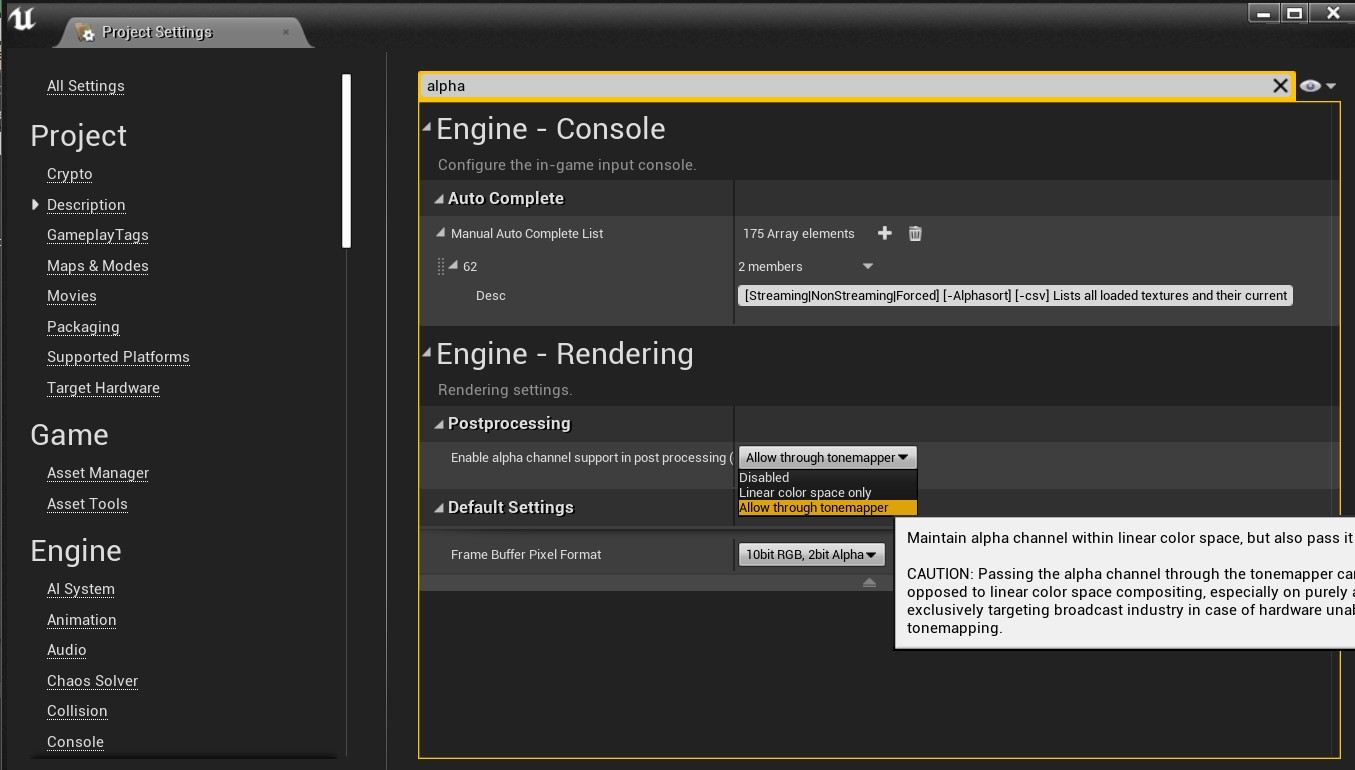 Project Settings
All Settings
Project
Crypto
Description
GameplayTags
Maps & Modes
Movies
Packaging
Supported Platforms
Target Hardware
Game
Asset Manager
Asset Tools
Engine
AI System
Animation
Audio
Chaos Solver
Collision
Console
alpha
Engine - Console
Configure the in-game input console.
Auto Complete
Manual Auto Complete List
175 Array elements
62
2 members
Desc
[Streaming|NonStreaming|Forced] [-Alphasort] [-csv] Lists all loaded textures and their current
Engine - Rendering
Rendering settings.
Postprocessing
Enable alpha channel support in post processing (
Allow through tonemapper
Disabled
Linear color space only
Allow through tonemapper
Default Settings
Frame Buffer Pixel Format
10bit RGB, 2bit Alpha
Maintain alpha channel within linear color space, but also pass it
CAUTION: Passing the alpha channel through the tonemapper ca
opposed to linear color space compositing, especially on purely a
exclusively targeting broadcast industry in case of hardware unab
tonemapping.